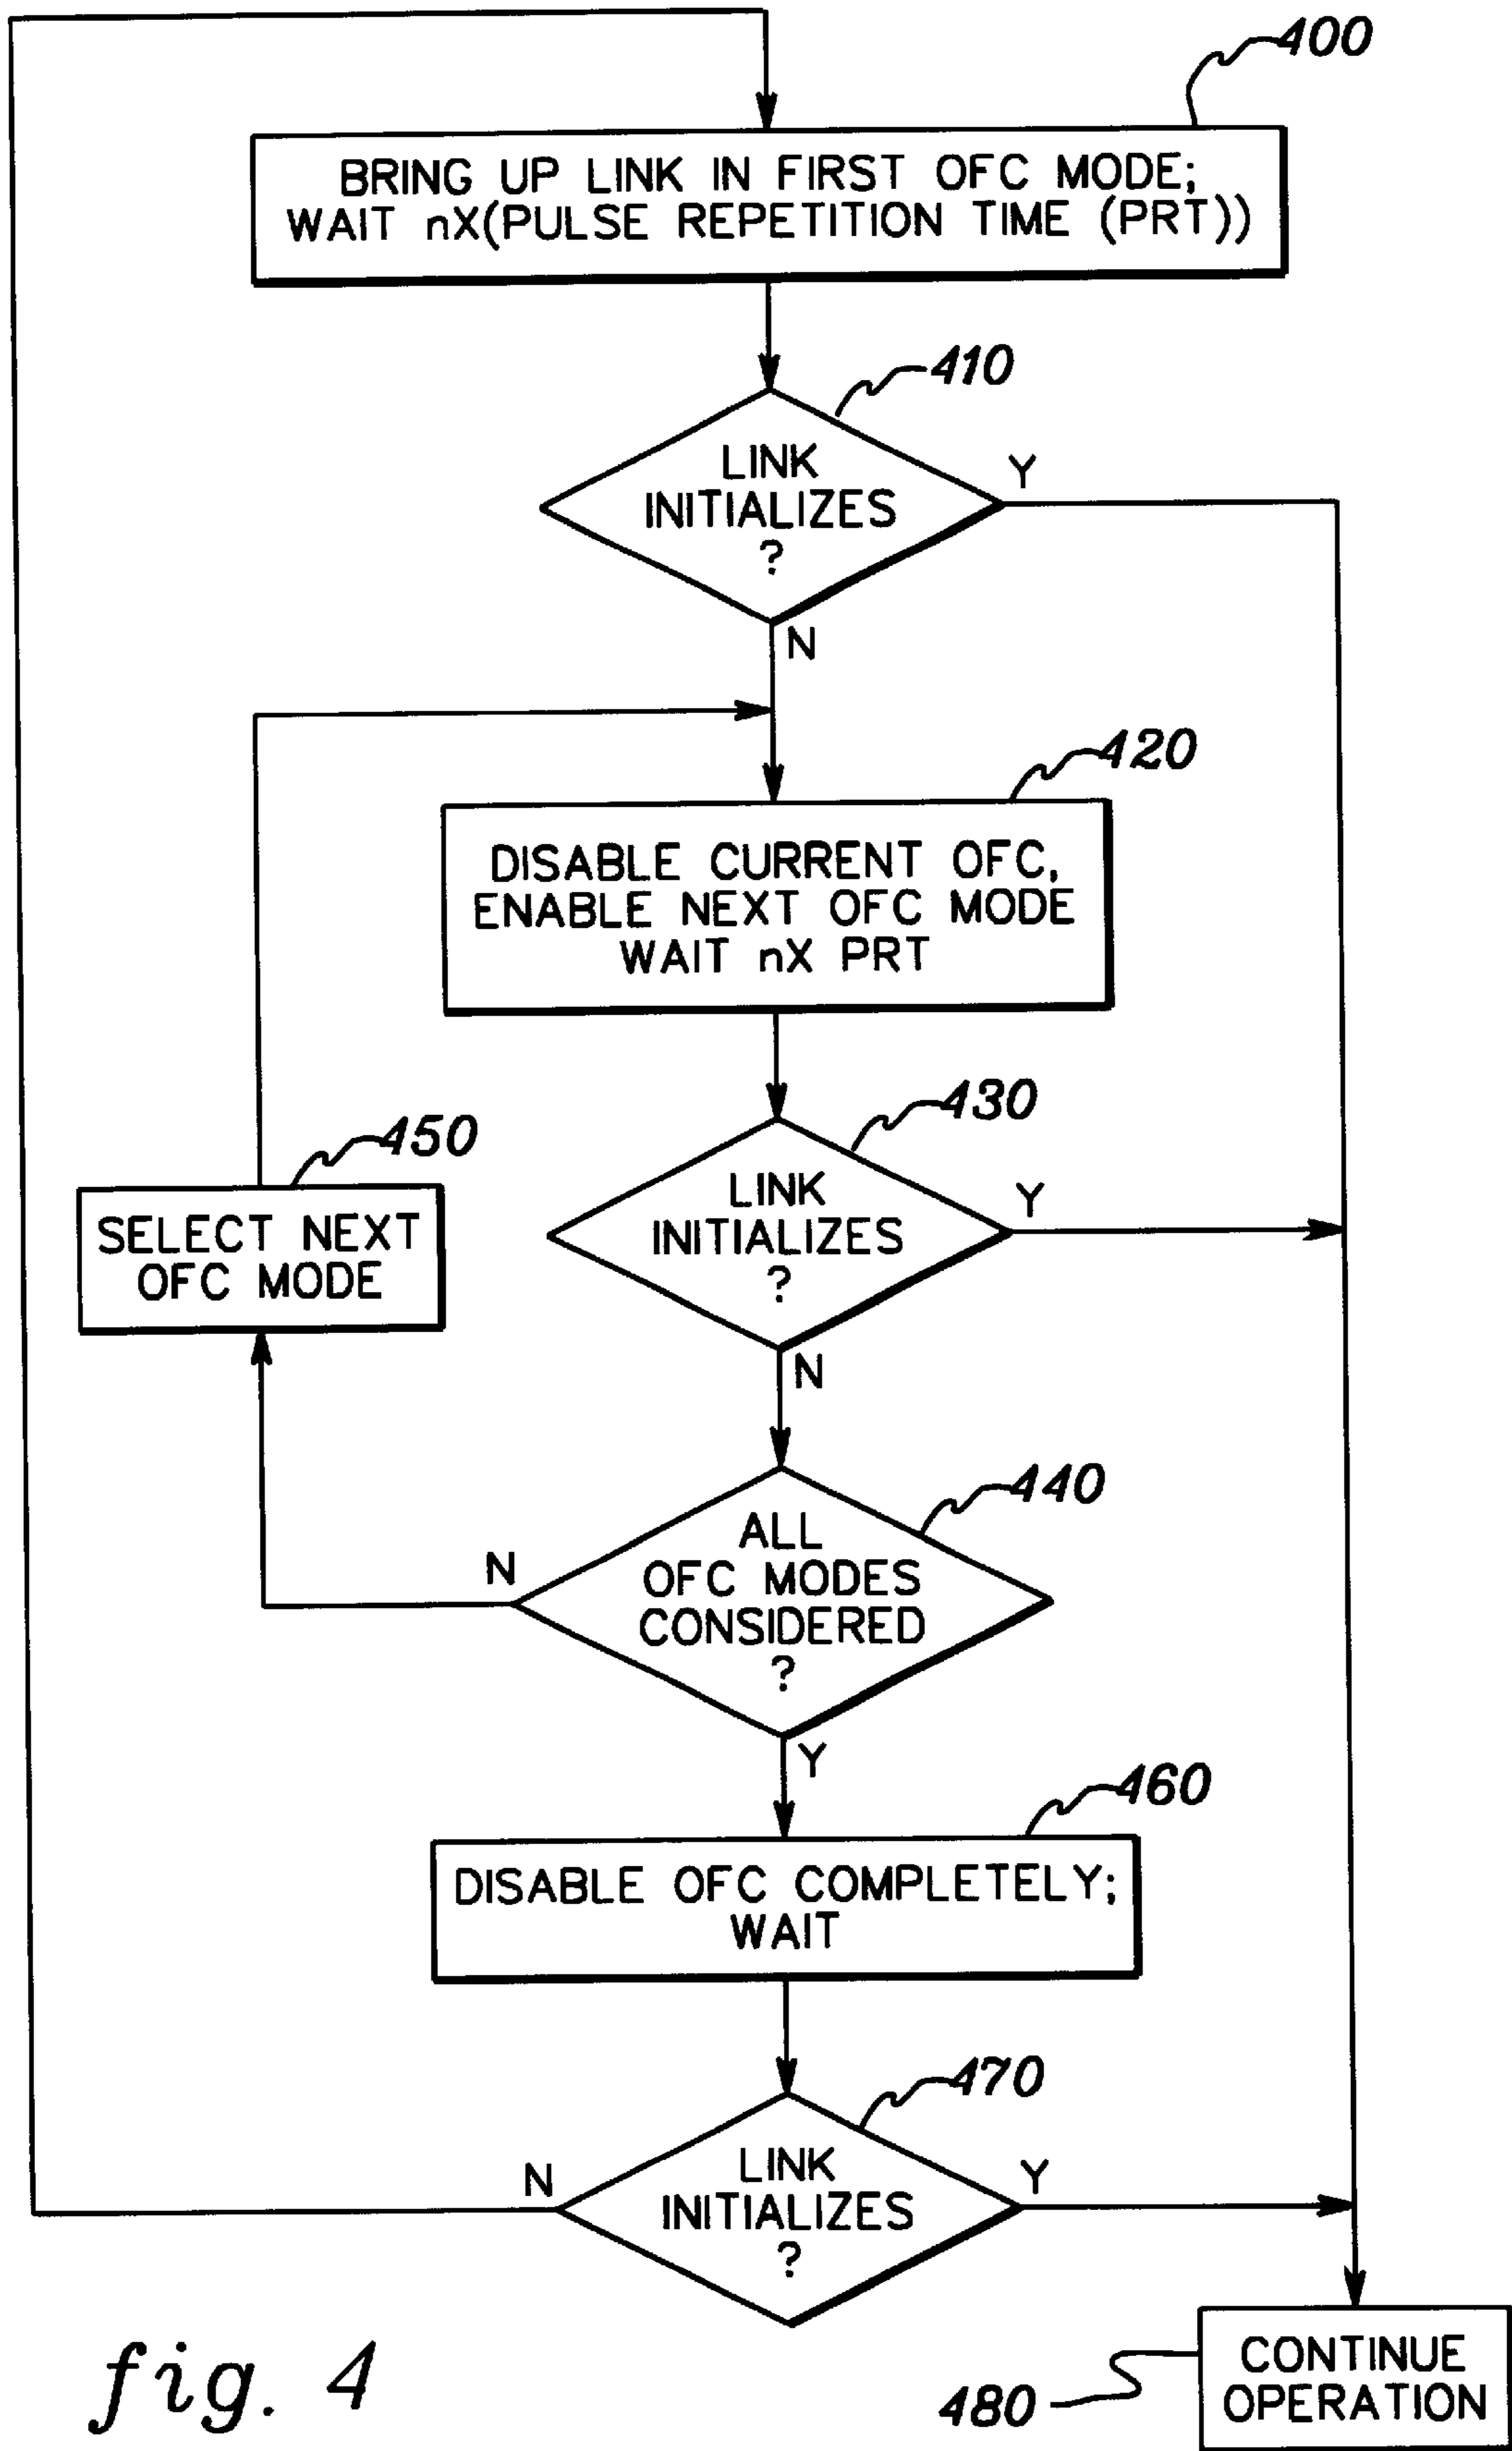 400
BRING UP LINK IN FIRST OFC MODE;
WAIT nX(PULSE REPETITION TIME (PRT))
410
LINK
INITIALIZES
?
Y
N
420
DISABLE CURRENT OFC,
ENABLE NEXT OFC MODE
WAIT nX PRT
430
LINK
INITIALIZES
?
Y
N
450
SELECT NEXT
OFC MODE
440
ALL
OFC MODES
CONSIDERED
?
N
Y
460
DISABLE OFC COMPLETELY;
WAIT
470
LINK
INITIALIZES
?
N
Y
480
CONTINUE
OPERATION
fig. 4